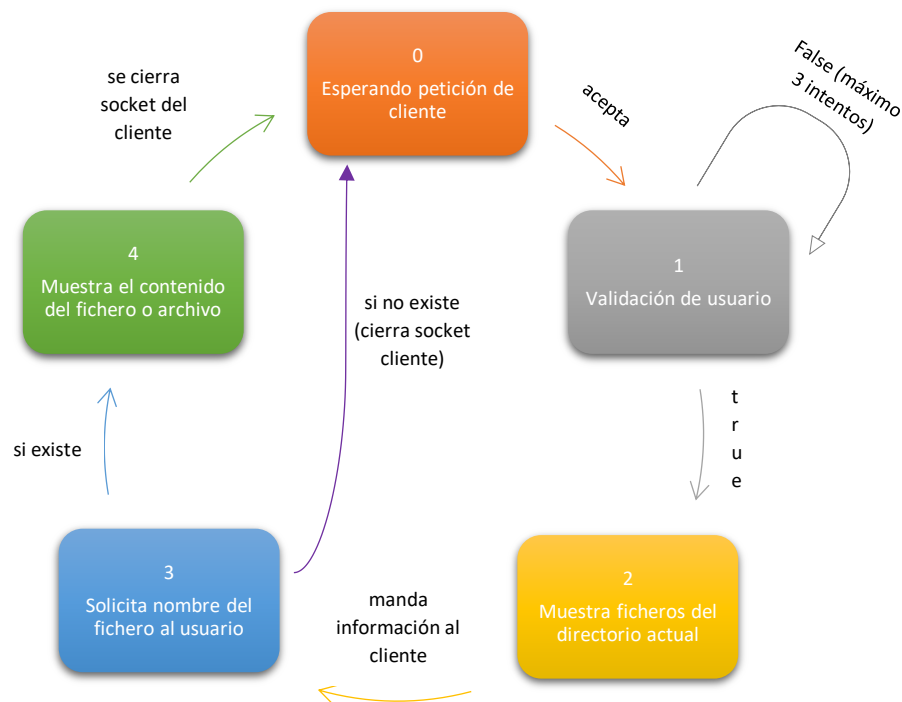 0
Esperando petición de
cliente
acepta
False (máximo
3 intentos)
1
Validación de usuario
t
r
u
e
2
Muestra ficheros del
directorio actual
manda
información al
cliente
3
Solicita nombre del
fichero al usuario
si no existe
(cierra socket
cliente)
si existe
4
Muestra el contenido
del fichero o archivo
se cierra
socket del
cliente